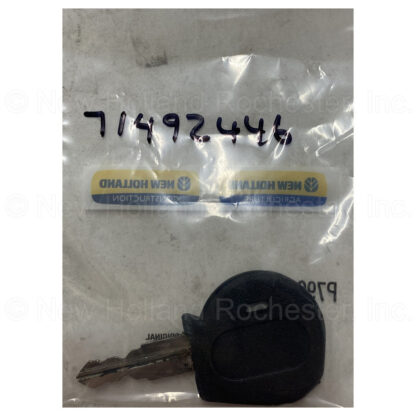 © New Holland Rochester, Inc.
71492446
NEW HOLLAND NEW HOLLAND
CONSTRUCTION AGRICULTURE
© New Holland Rochester, Inc.
ORIGINAL
© New Holland Rochester, Inc.